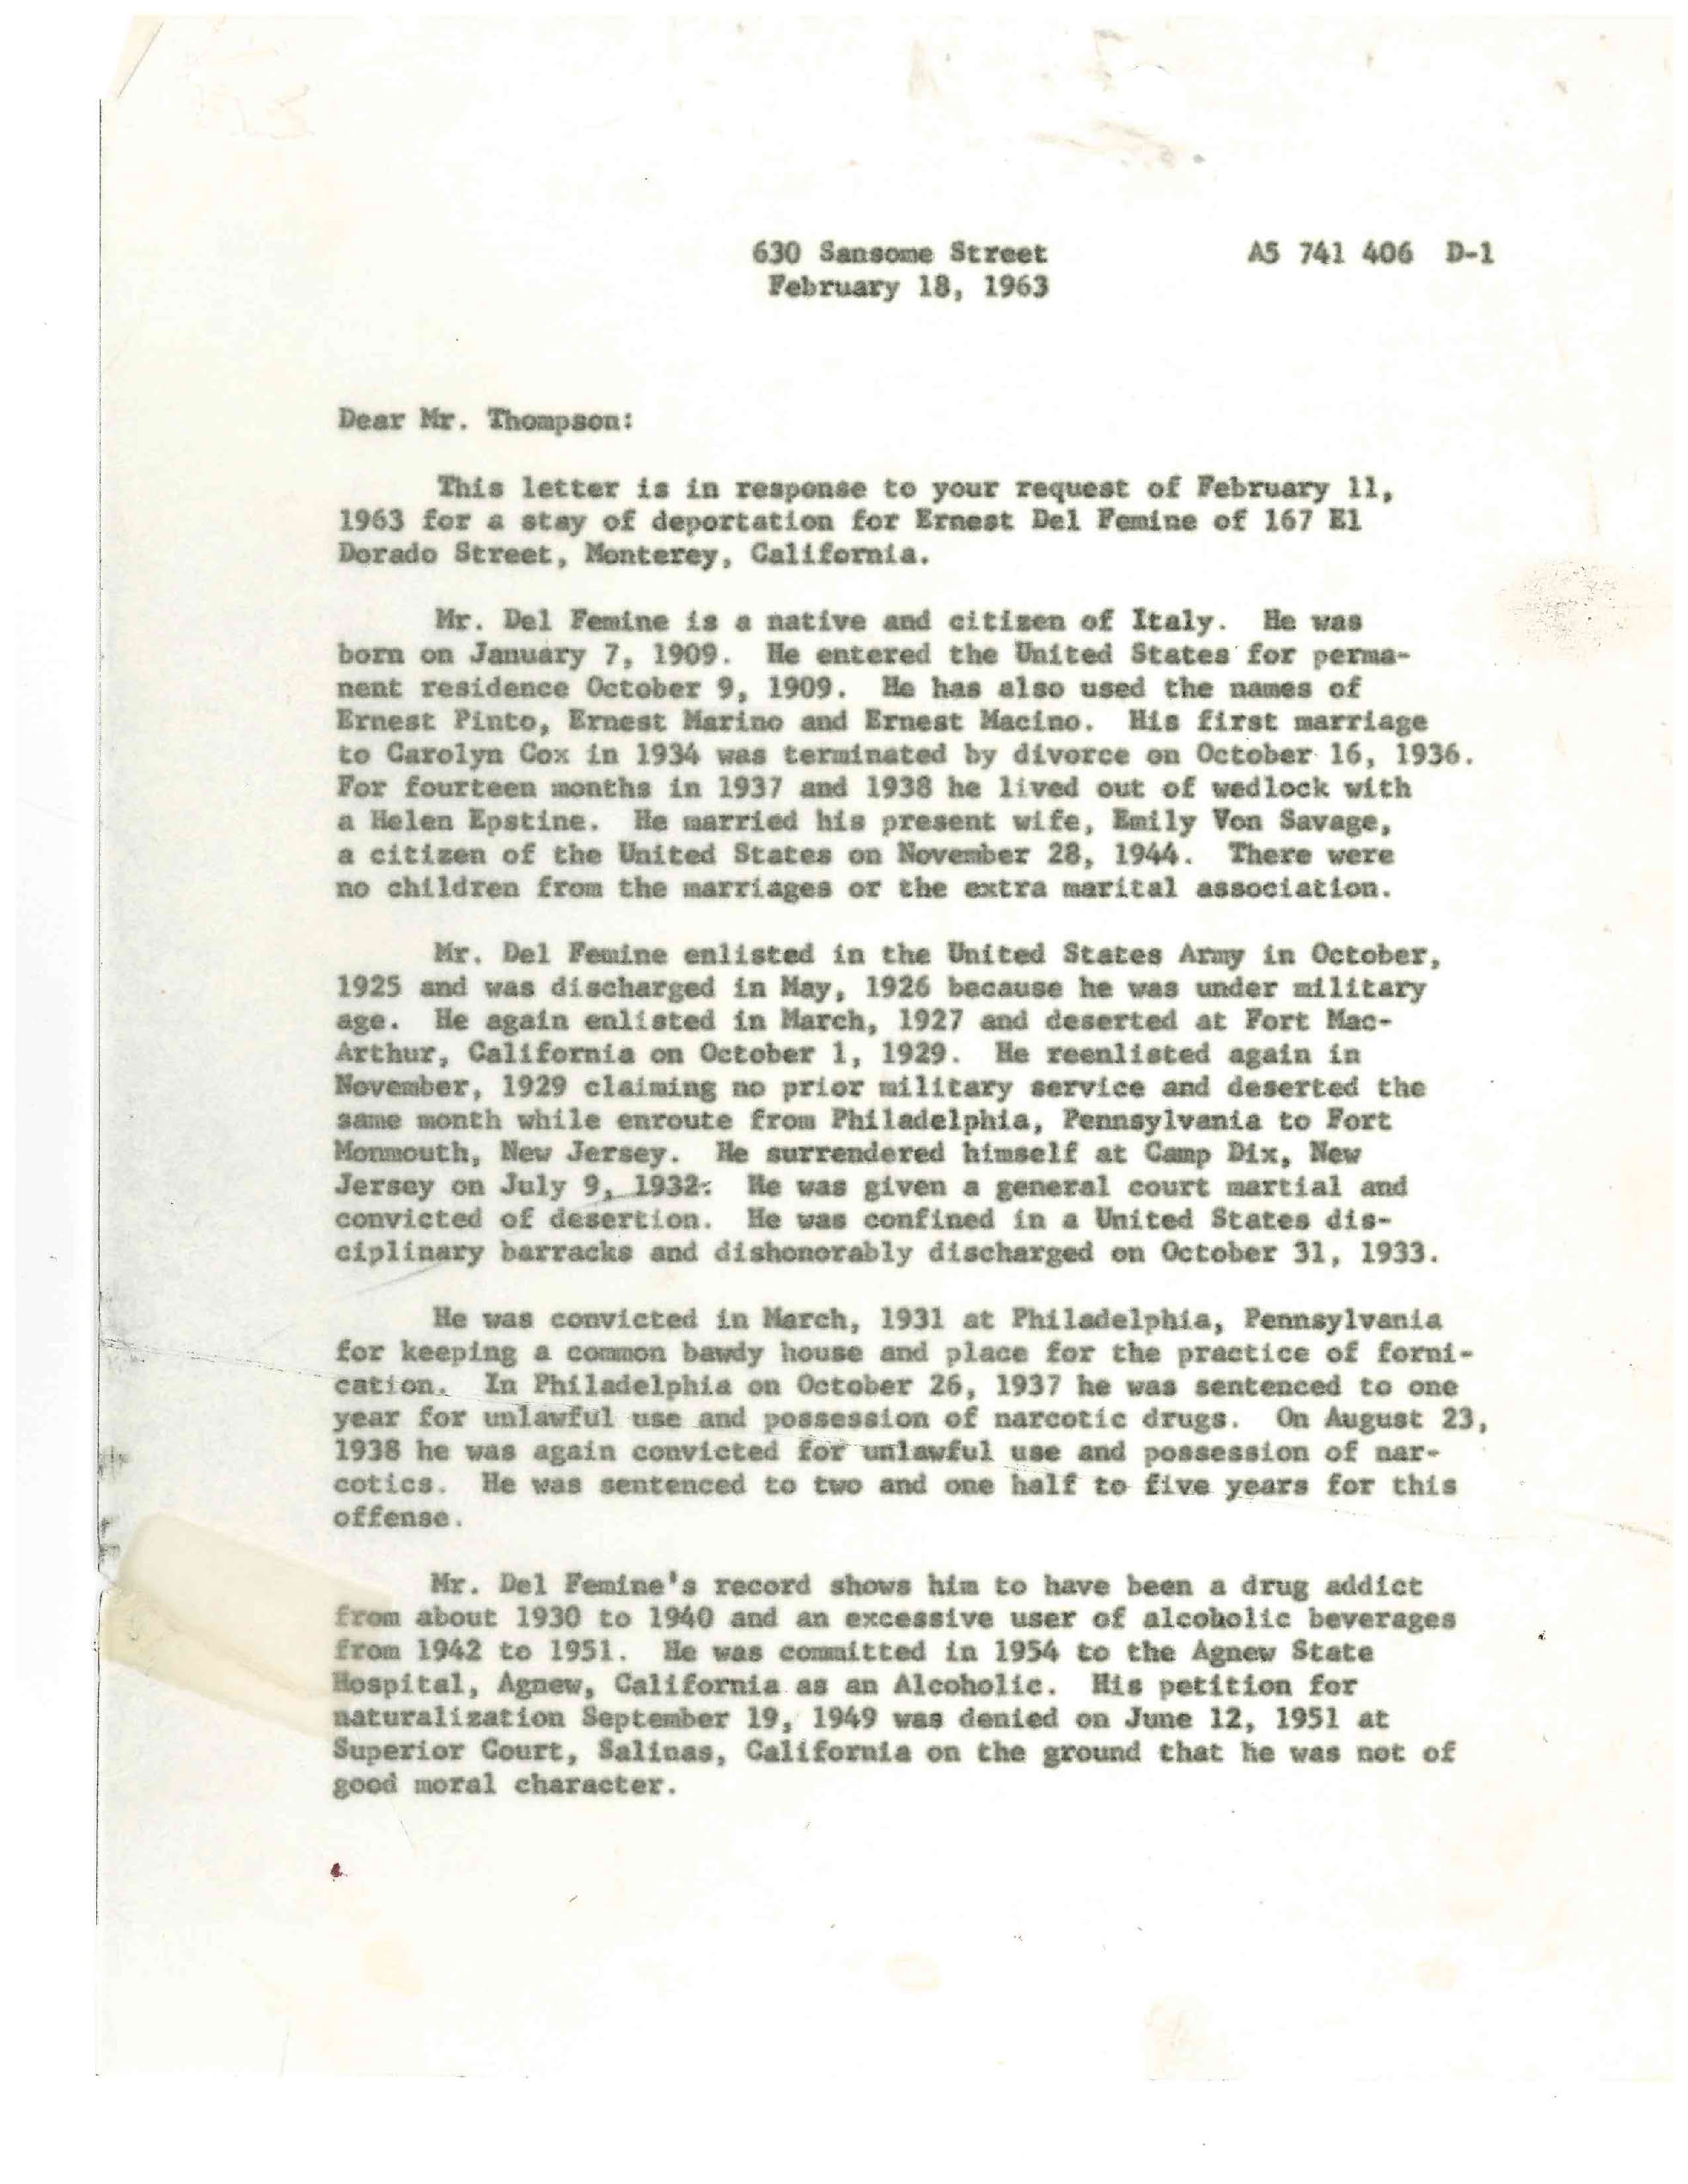 630 Sansome Street A5 741 406 D-1
February 18, 1963
Dear Mr. Thompson:
This letter is in response to your request of February 11,
1963 for a stay of deportation for Ernest Del Femine of 167 El
Dorado Street, Monterey, California.
Mr. Del Femine is a native and citizen of Italy. He was
born on January 7, 1909. He entered the United States for perma-
nent residence October 9, 1909. He has also used the names of
Ernest Pinto, Ernest Marino and Ernest Macino. His first marriage
to Carolyn Cox in 1934 was terminated by divorce on October 16, 1936.
For fourteen months in 1937 and 1938 he lived out of wedlock with
a Helen Epstine. He married his present wife, Emily Von Savage,
a citizen of the United States on November 28, 1944. There were
no children from the marriages or the extra marital association.
Mr. Del Femine enlisted in the United States Army in October,
1925 and was discharged in May, 1926 because he was under military
age. He again enlisted in March, 1927 and deserted at Fort Mac-
Arthur, California on October 1, 1929. He reenlisted again in
November, 1929 claiming no prior military service and deserted the
same month while enroute from Philadelphia, Pennsylvania to Fort
Monmouth, New Jersey. He surrendered himself at Camp Dix, New
Jersey on July 9, 1932. He was given a general court martial and
convicted of desertion. He was confined in a United States dis-
ciplinary barracks and dishonorably discharged on October 31, 1933.
He was convicted in March, 1931 at Philadelphia, Pennsylvania
for keeping a common bawdy house and place for the practice of forni-
cation. In Philadelphia on October 26, 1937 he was sentenced to one
year for unlawful use and possession of narcotic drugs. On August 23,
1938 he was again convicted for unlawful use and possession of nar-
cotics. He was sentenced to two and one half to five years for this
offense.
Mr. Del Femine's record shows him to have been a drug addict
from about 1930 to 1940 and an excessive user of alcoholic beverages
from 1942 to 1951. He was committed in 1954 to the Agnew State
Hospital, Agnew, California as an Alcoholic. His petition for
naturalization September 19, 1949 was denied on June 12, 1951 at
Superior Court, Salinas, California on the ground that he was not of
good moral character.